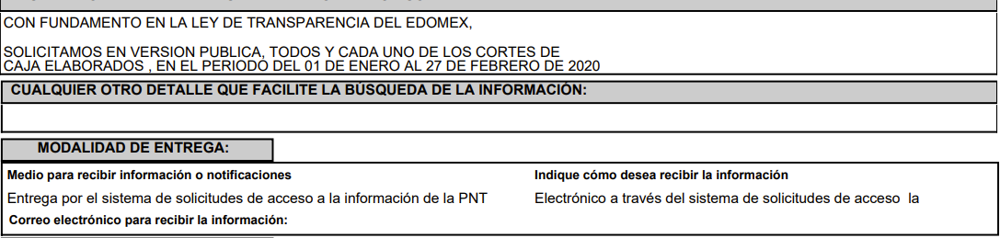 CON FUNDAMENTO EN LA LEY DE TRANSPARENCIA DEL EDOMEX,
SOLICITAMOS EN VERSION PUBLICA, TODOS Y CADA UNO DE LOS CORTES DE
CAJA ELABORADOS , EN EL PERIODO DEL 01 DE ENERO AL 27 DE FEBRERO DE 2020
CUALQUIER OTRO DETALLE QUE FACILITE LA BÚSQUEDA DE LA INFORMACIÓN:
MODALIDAD DE ENTREGA:
Medio para recibir información o notificaciones
Indique cómo desea recibir la información
Entrega por el sistema de solicitudes de acceso a la información de la PNT
Electrónico a través del sistema de solicitudes de acceso la
Correo electrónico para recibir la información: